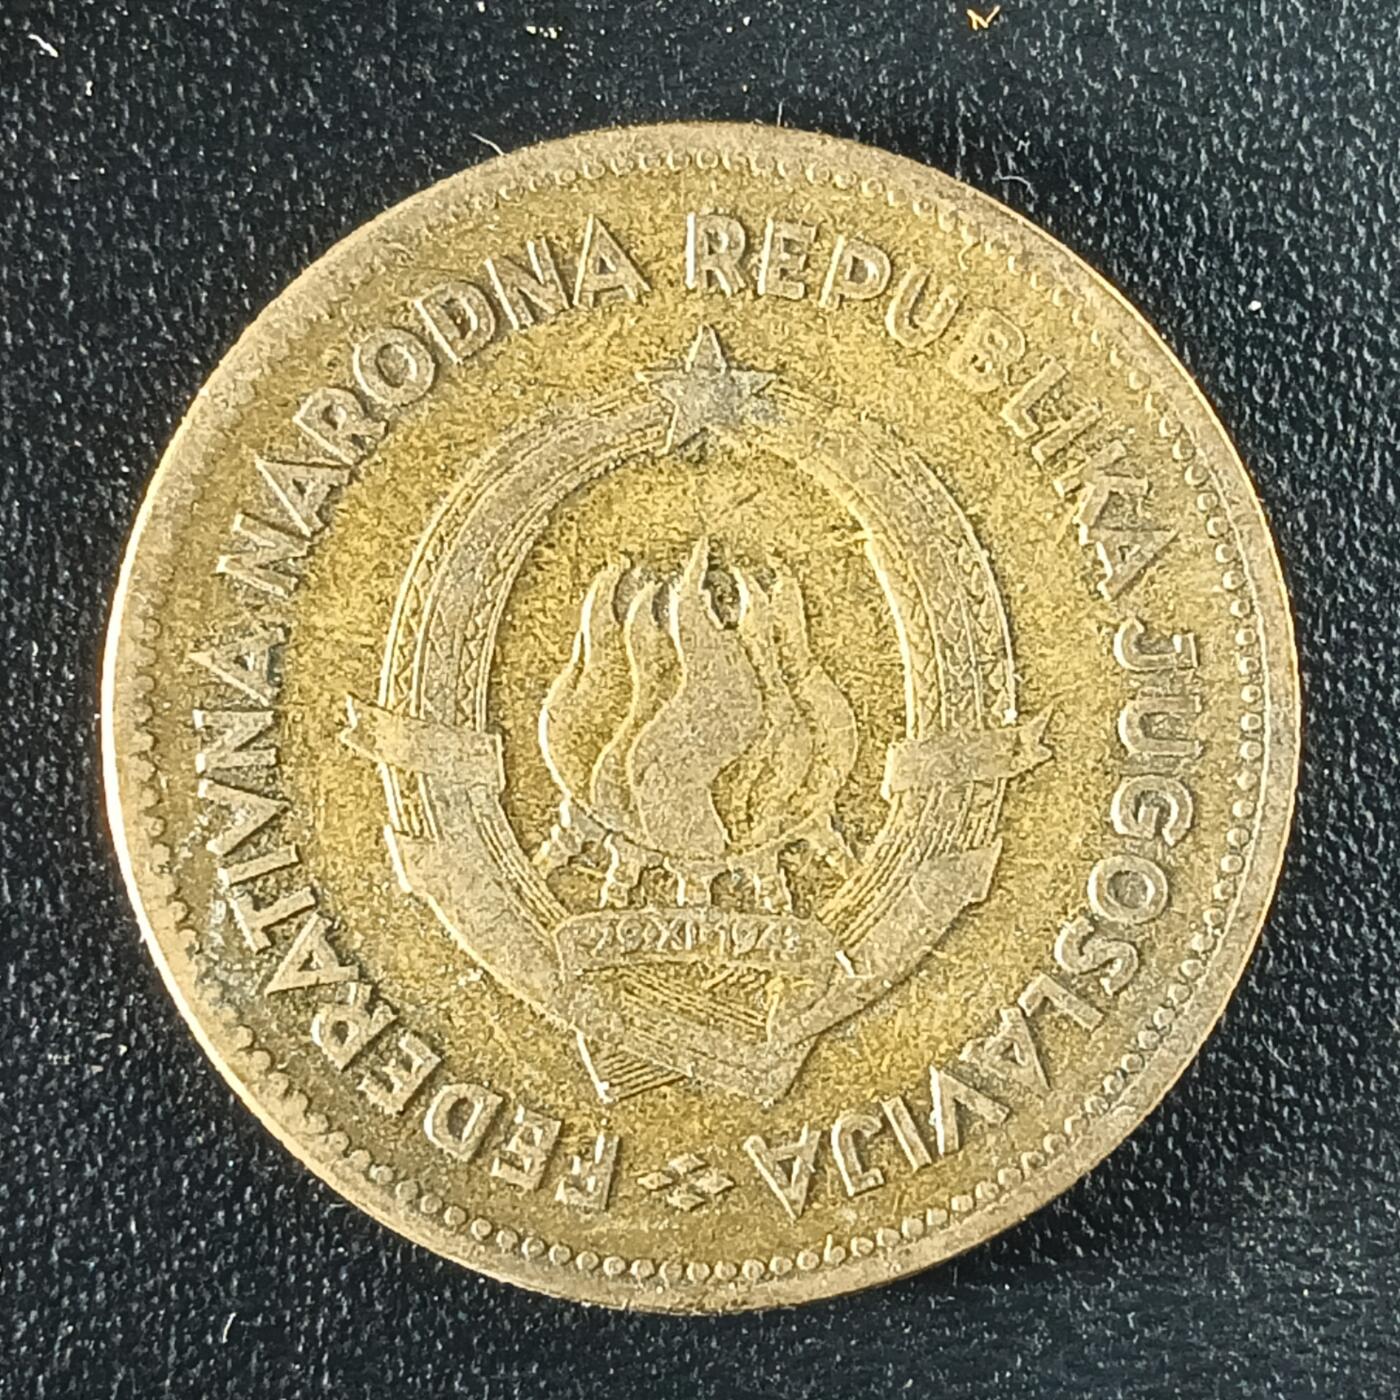 FEDERATIVNA NARODNA REPUBLIKA JUGOSLAVIJA
29·XI·1943